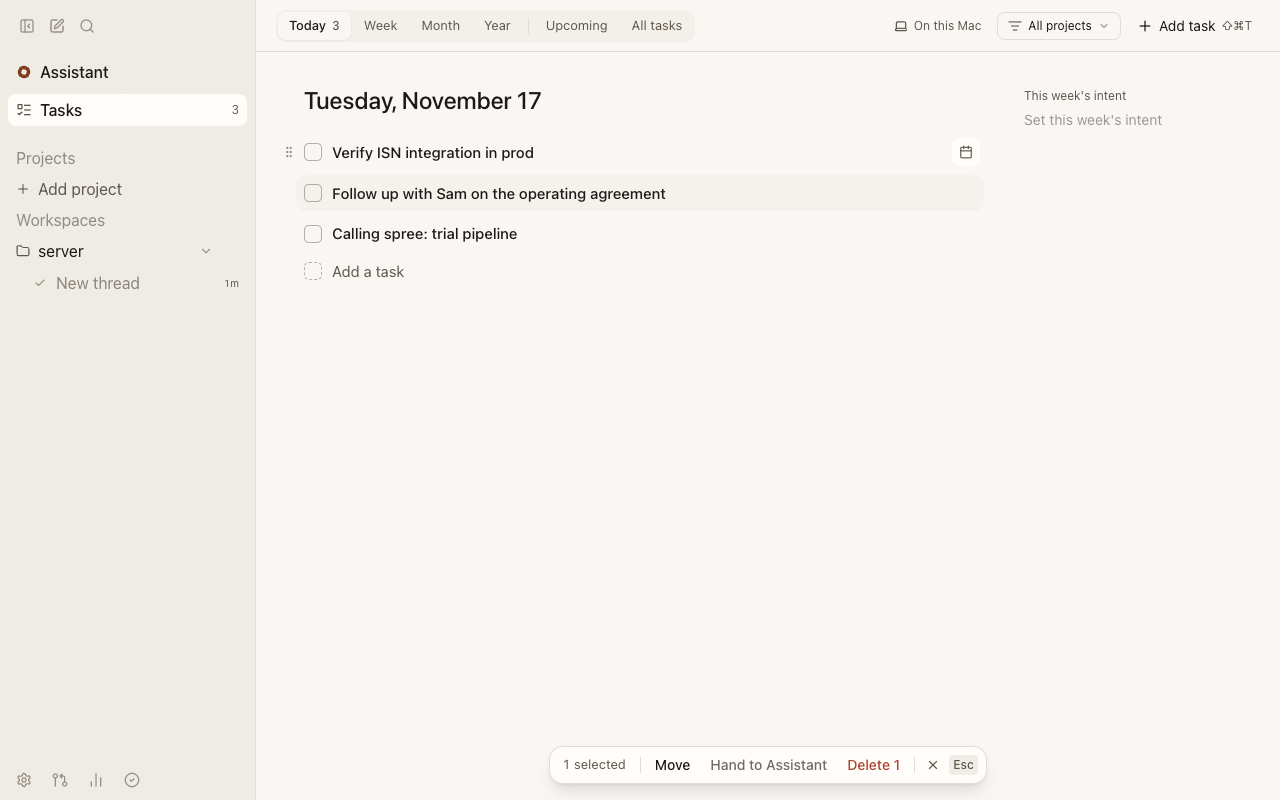 Assistant
Tasks 3
Projects
Add project
Workspaces
server
New thread 1m
Today 3 Week Month Year Upcoming All tasks
On this Mac All projects Add task ⇧⌘T
Tuesday, November 17
Verify ISN integration in prod
Follow up with Sam on the operating agreement
Calling spree: trial pipeline
Add a task
This week's intent
Set this week's intent
1 selected Move Hand to Assistant Delete 1 Esc